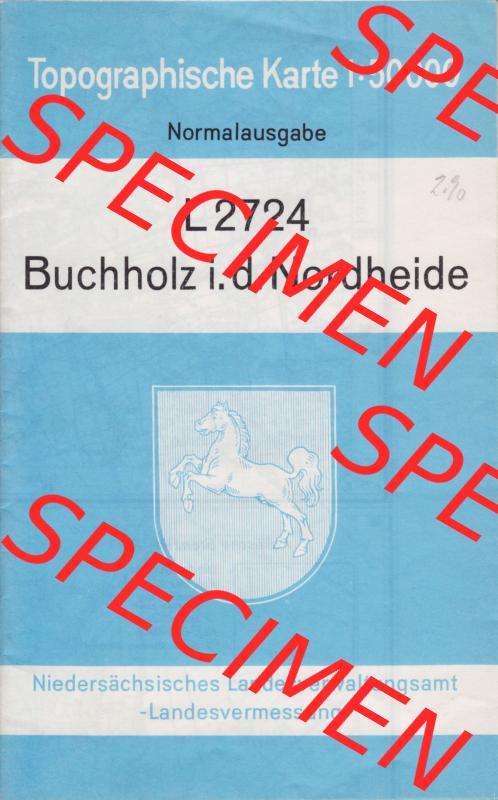 Topographische Karte 1:50000
Normalausgabe
2.90
L 2724
Buchholz i. d. Nordheide
Niedersächsisches Landesverwaltungsamt
-Landesvermessung-
SPECIMEN
SPE
SPE
SPECIMEN